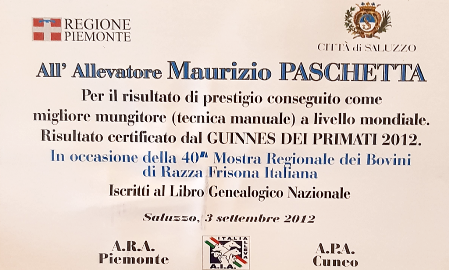 REGIONE
PIEMONTE
CITTÀ di SALUZZO
All' Allevatore Maurizio PASCHETTA
Per il risultato di prestigio conseguito come
migliore mungitore (tecnica manuale) a livello mondiale.
Risultato certificato dal GUINNES DEI PRIMATI 2012.
In occasione della 40ma Mostra Regionale dei Bovini
di Razza Frisona Italiana
Iscritti al Libro Genealogico Nazionale
Saluzzo, 3 settembre 2012
A.R.A.
Piemonte
ITALIA
A.I.A.
A.P.A.
Cuneo